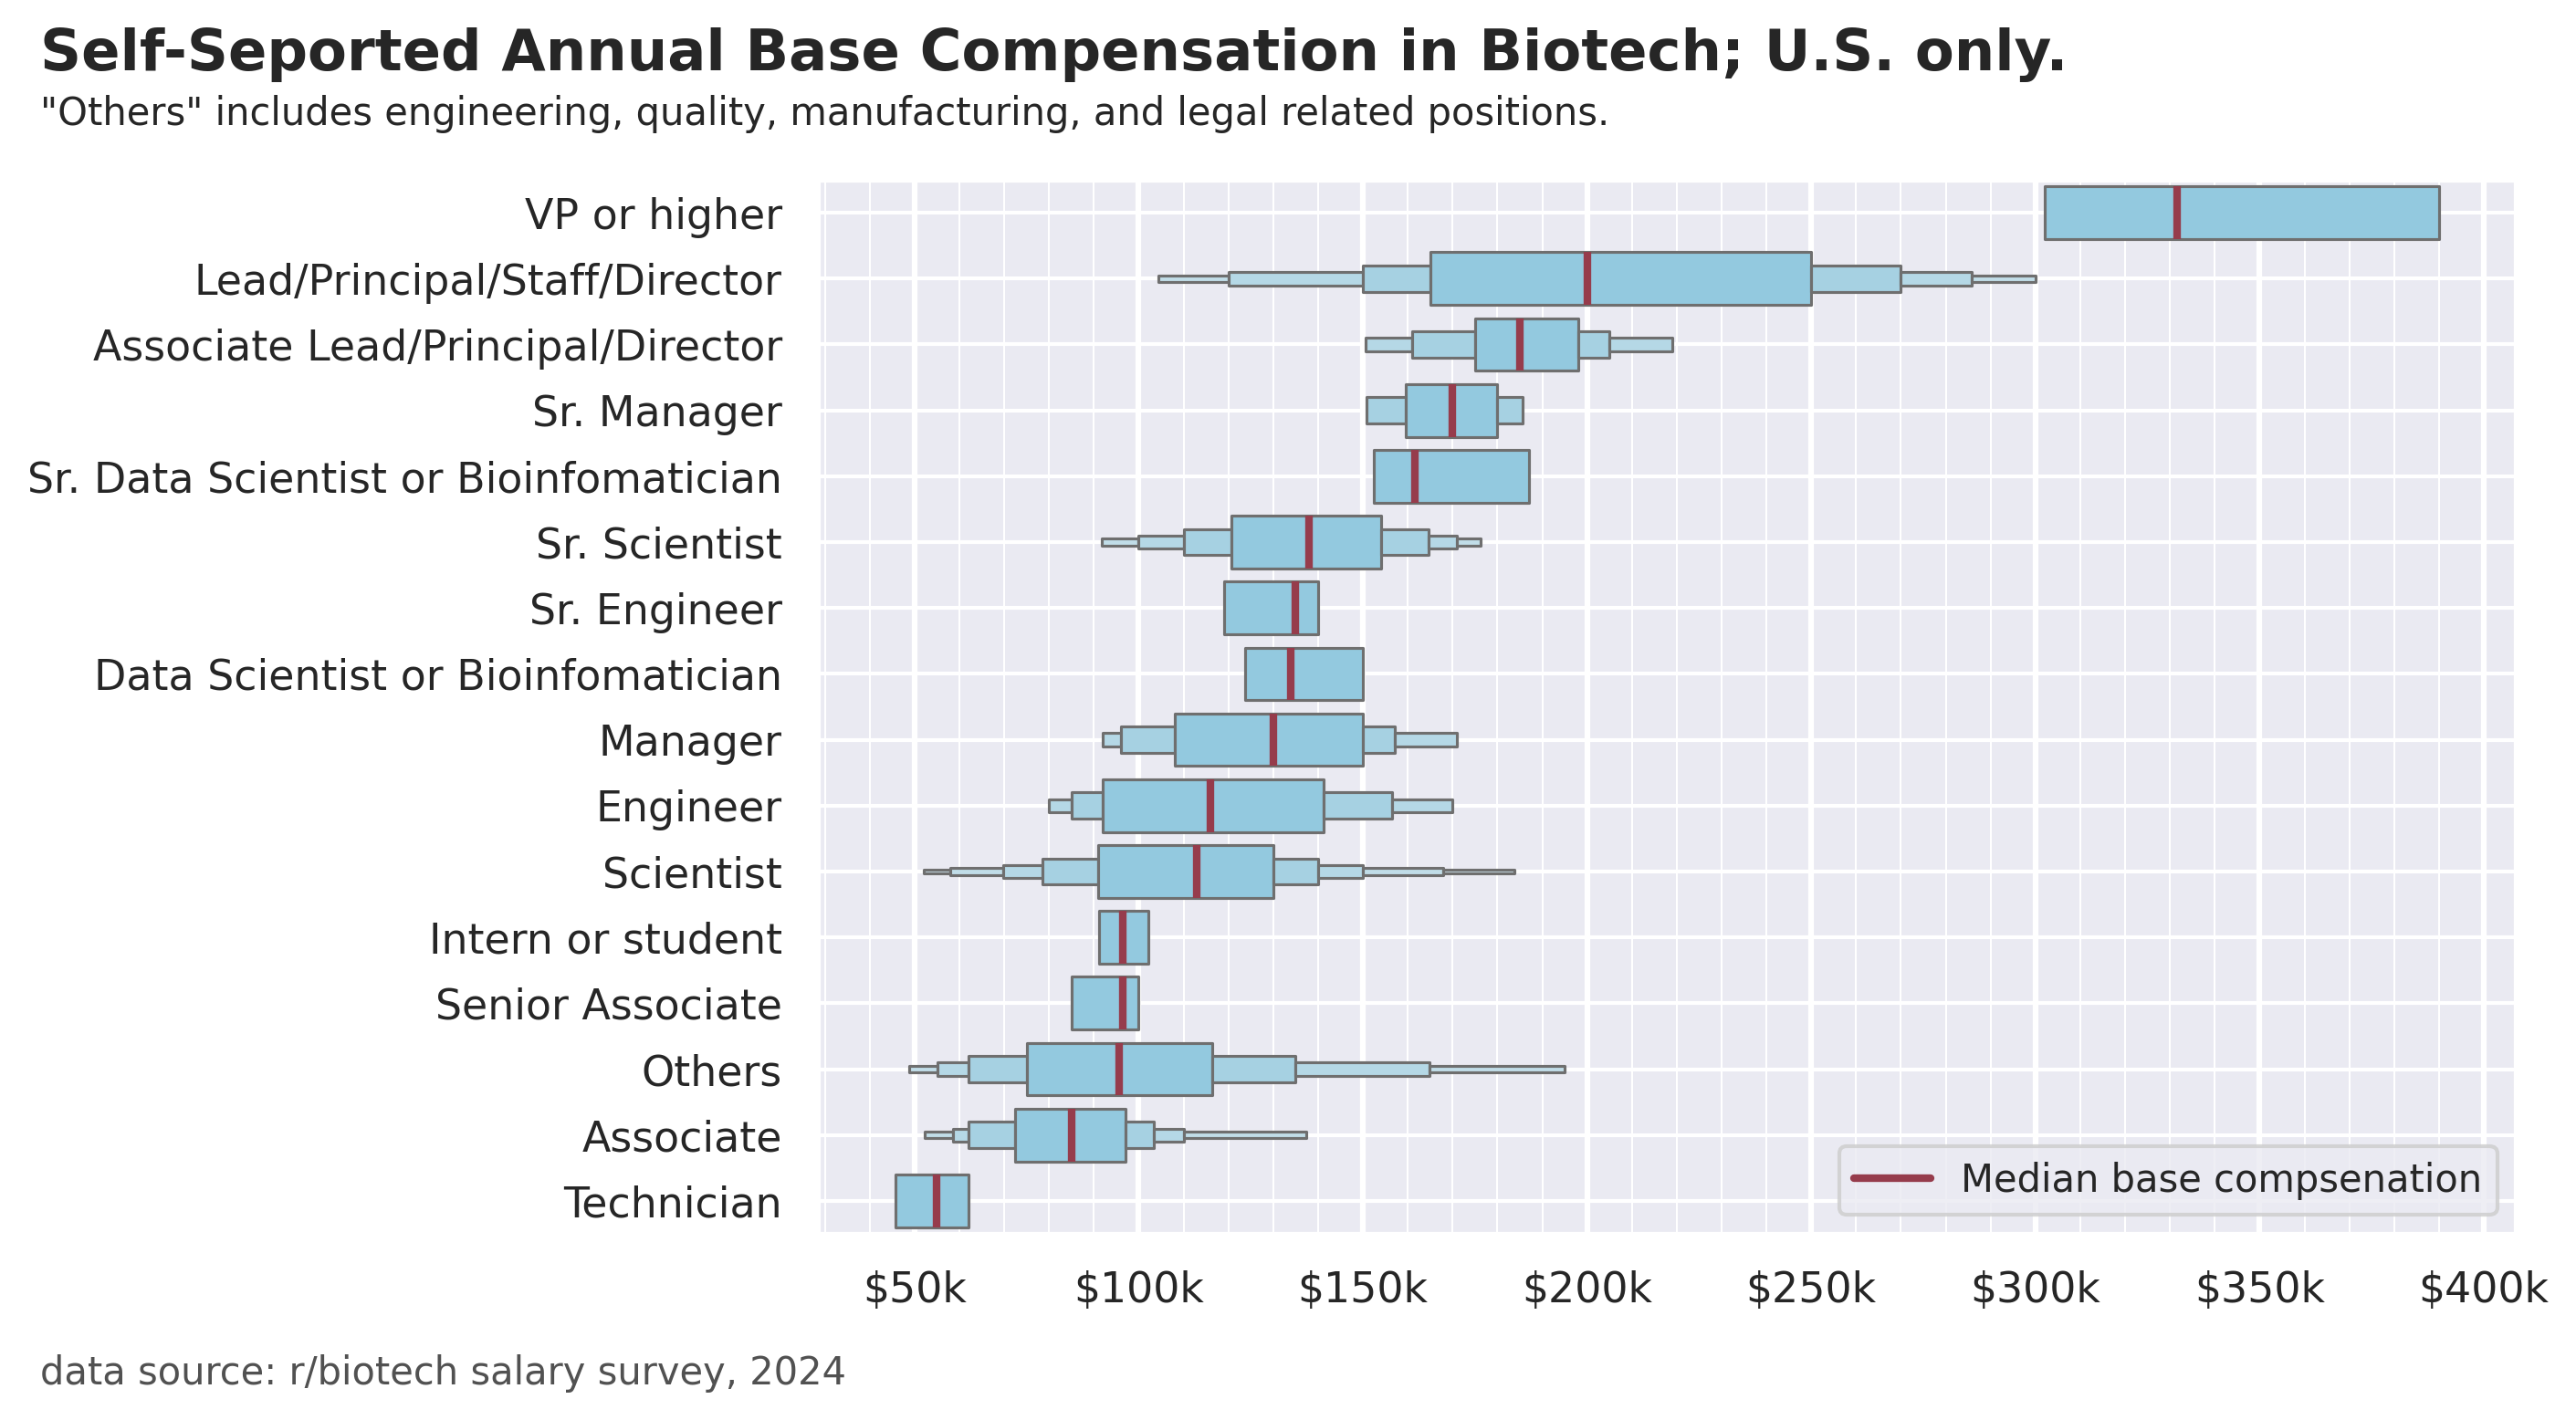 Self-Seported Annual Base Compensation in Biotech; U.S. only.
"Others" includes engineering, quality, manufacturing, and legal related positions.
VP or higher
Lead/Principal/Staff/Director
Associate Lead/Principal/Director
Sr. Manager
Sr. Data Scientist or Bioinfomatician
Sr. Scientist
Sr. Engineer
Data Scientist or Bioinfomatician
Manager
Engineer
Scientist
Intern or student
Senior Associate
Others
Associate
Technician
Median base compsenation
$50k $100k $150k $200k $250k $300k $350k $400k
data source: r/biotech salary survey, 2024